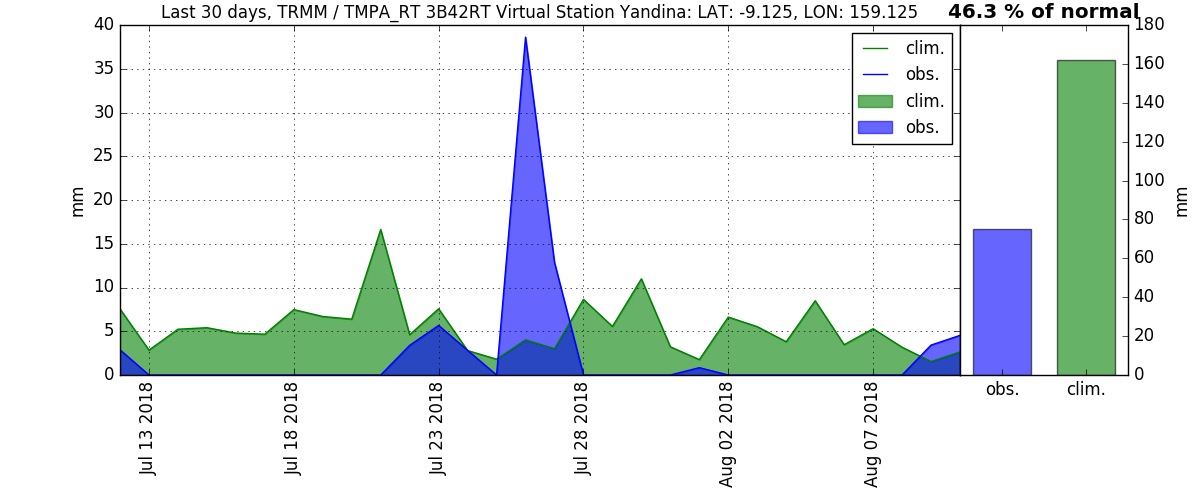 Last 30 days, TRMM / TMPA_RT 3B42RT Virtual Station Yandina: LAT: -9.125, LON: 159.125
46.3 % of normal
40
35
30
25
20
15
10
5
0
mm
clim.
obs.
clim.
obs.
180
160
140
120
100
80
60
40
20
0
mm
Jul 13 2018
Jul 18 2018
Jul 23 2018
Jul 28 2018
Aug 02 2018
Aug 07 2018
obs.
clim.